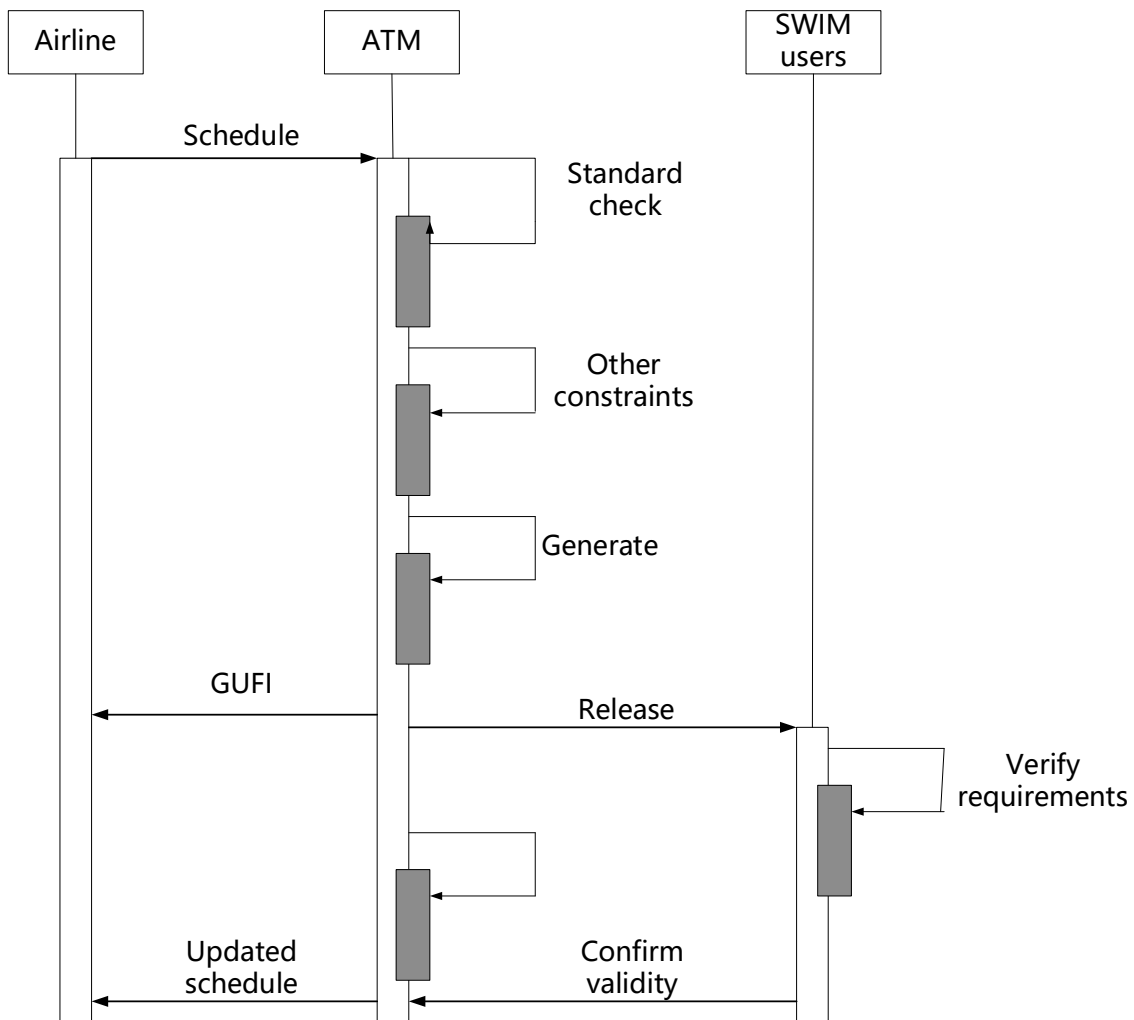 Airline
ATM
SWIM
users
Schedule
Standard
check
Other
constraints
Generate
GUFI
Release
Verify
requirements
Updated
schedule
Confirm
validity